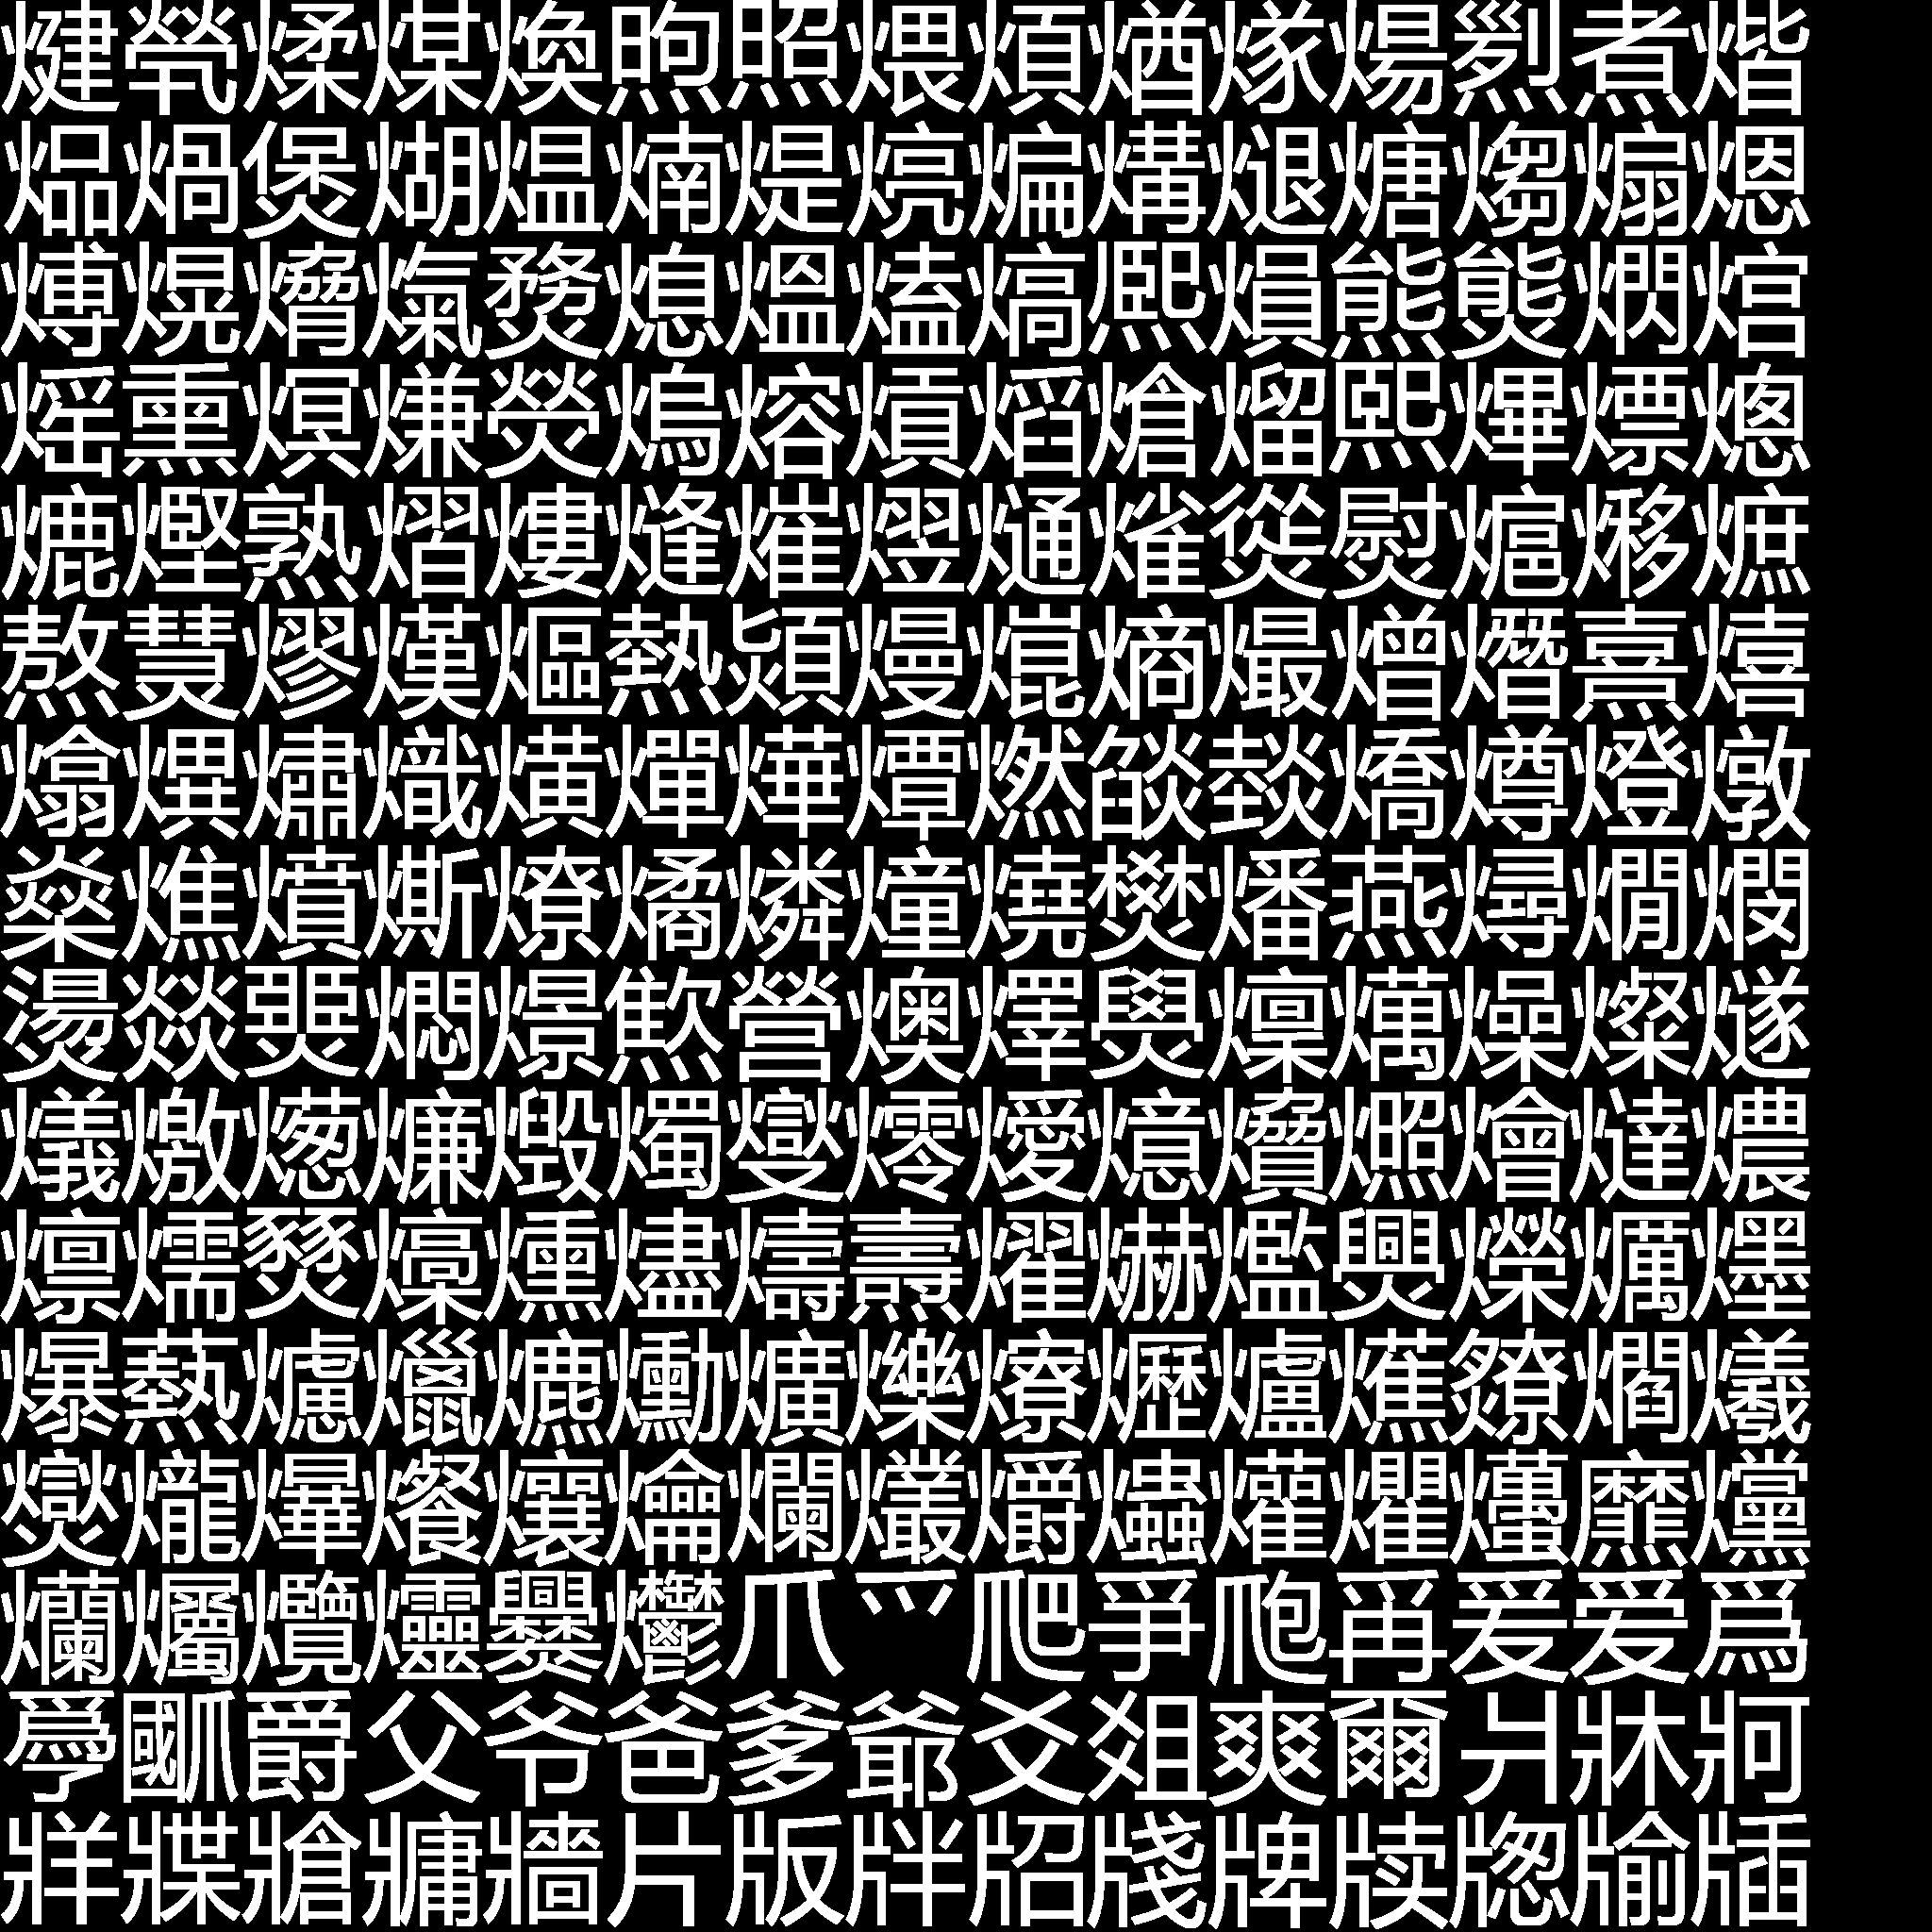 煡煢煣煤煥煦照煨煩煪煫煬煭煮煯
煰煱煲煳煴煵煶煷煸煹煺煻煼煽煾
煿熀熁熂熃熄熅熆熇熈熉熊熋熌熍
熎熏熐熑熒熓熔熕熖熗熘熙熚熛熜
熝熞熟熠熡熢熣熤熥熦熧熨熩熪熫
熬熭熮熯熰熱熲熳熴熵熶熷熸熹熺
熻熼熽熾熿燀燁燂燃燄燅燆燇燈燉
燊燋燌燍燎燏燐燑燒燓燔燕燖燗燘
燙燚燛燜燝燞營燠燡燢燣燤燥燦燧
燨燩燪燫燬燭燮燯燰燱燲燳燴燵燶
燷燸燹燺燻燼燽燾燿爀爁爂爃爄爅
爆爇爈爉爊爋爌爍爎爏爐爑爒爓爔
爕爖爗爘爙爚爛爜爝爞爟爠爡爢爣
爤爥爦爧爨爩爪爫爬爭爮爯爰爱爲
爳爴爵父爷爸爹爺爻爼爽爾爿牀牁
牂牃牄牅牆片版牉牊牋牌牍牎牏牐